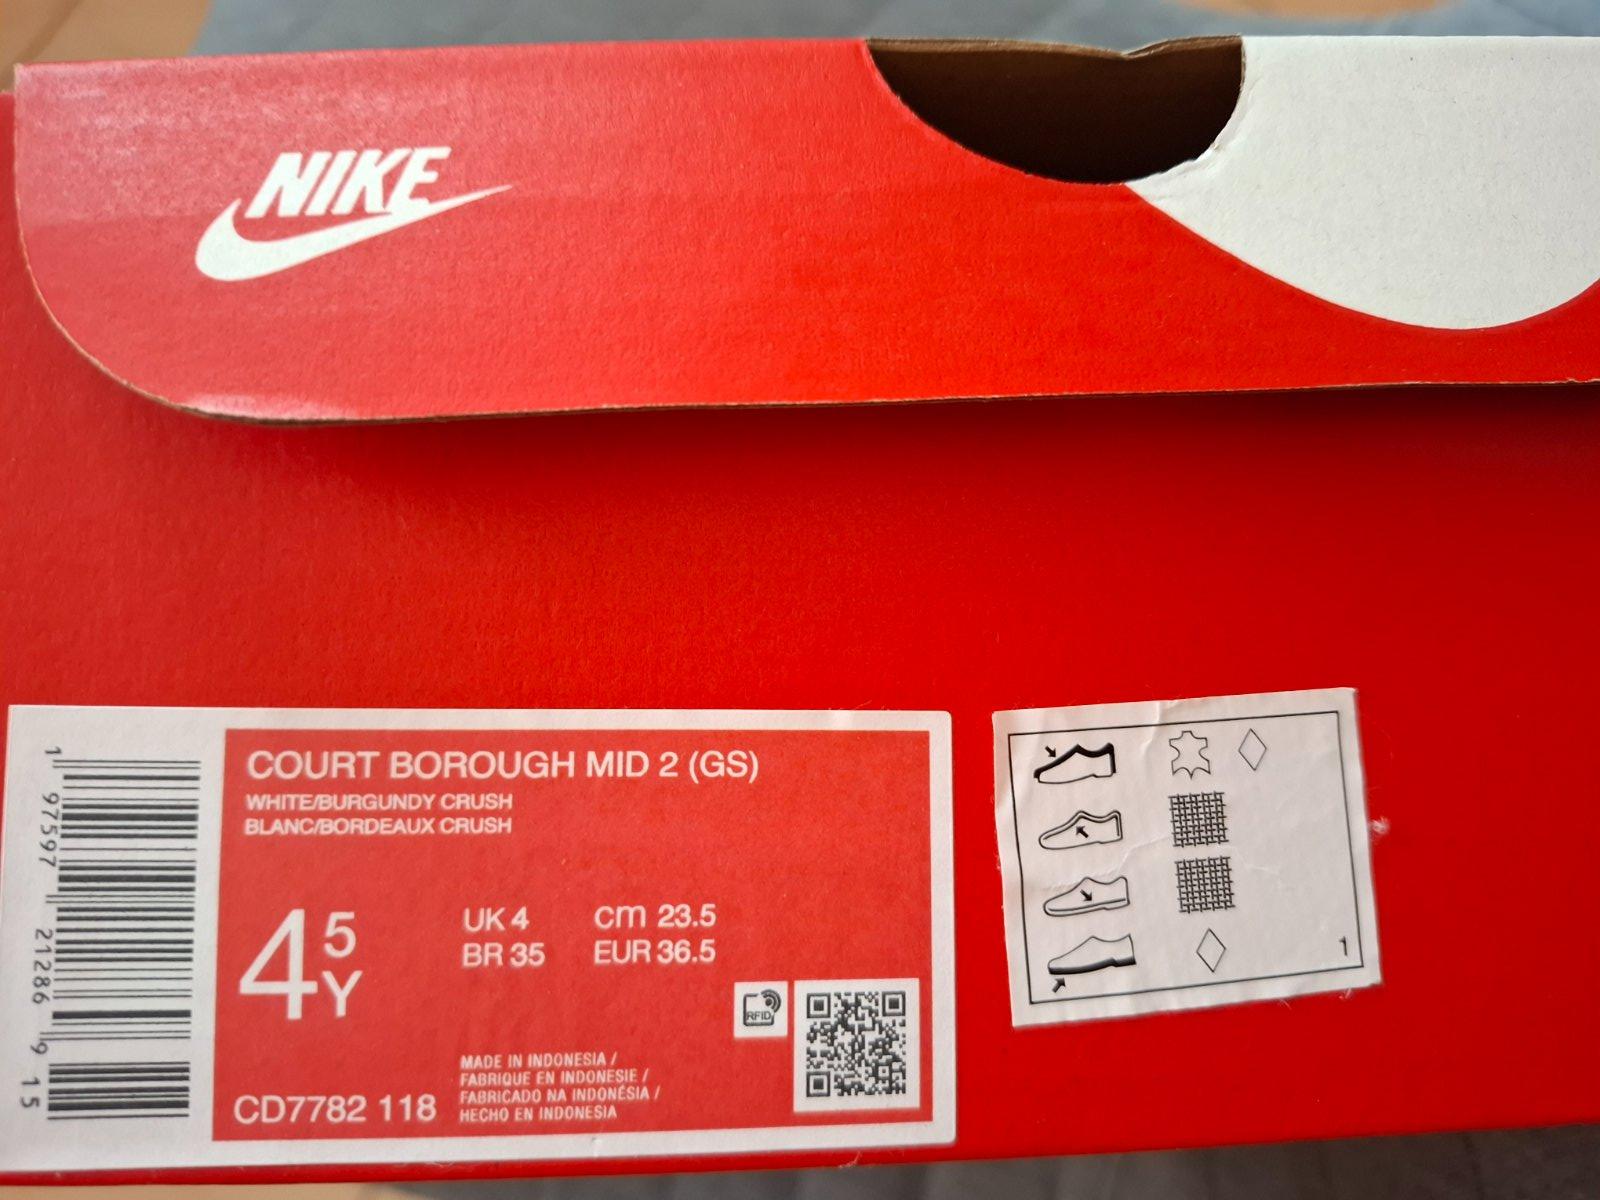 NIKE
COURT BOROUGH MID 2 (GS)
WHITE/BURGUNDY CRUSH
BLANC/BORDEAUX CRUSH
4 5 Y
UK 4 cm 23.5
BR 35 EUR 36.5
RFID
MADE IN INDONESIA /
FABRIQUE EN INDONESIE /
FABRICADO NA INDONÉSIA /
HECHO EN INDONESIA
CD7782 118
1 97597 21286 9 15
1